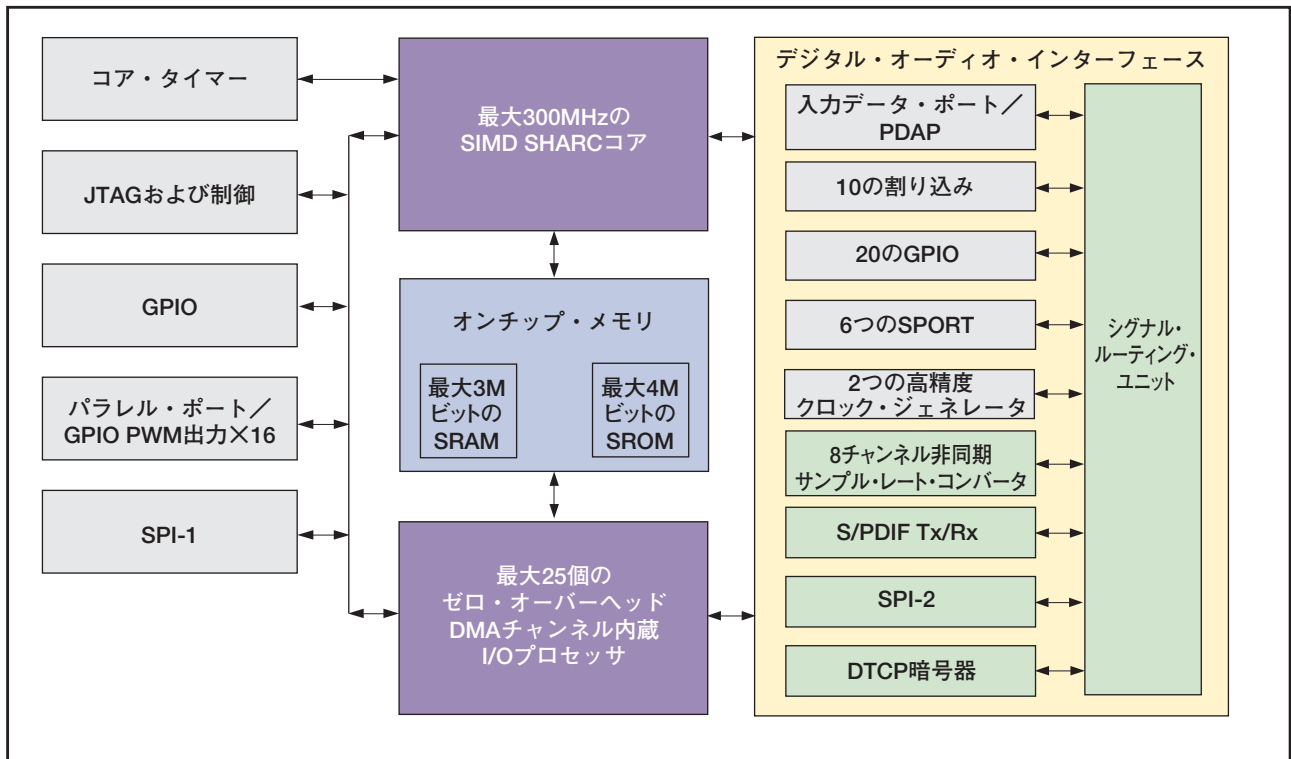 コア・タイマー
JTAGおよび制御
GPIO
パラレル・ポート／
GPIO PWM出力×16
SPI-1
最大300MHzの
SIMD SHARCコア
オンチップ・メモリ
最大3M
ビットの
SRAM
最大4M
ビットの
SROM
最大25個の
ゼロ・オーバーヘッド
DMAチャンネル内蔵
I/Oプロセッサ
デジタル・オーディオ・インターフェース
入力データ・ポート／
PDAP
10の割り込み
20のGPIO
6つのSPORT
2つの高精度
クロック・ジェネレータ
8チャンネル非同期
サンプル・レート・コンバータ
S/PDIF Tx/Rx
SPI-2
DTCP暗号器
シグナル・
ルーティング・
ユニット